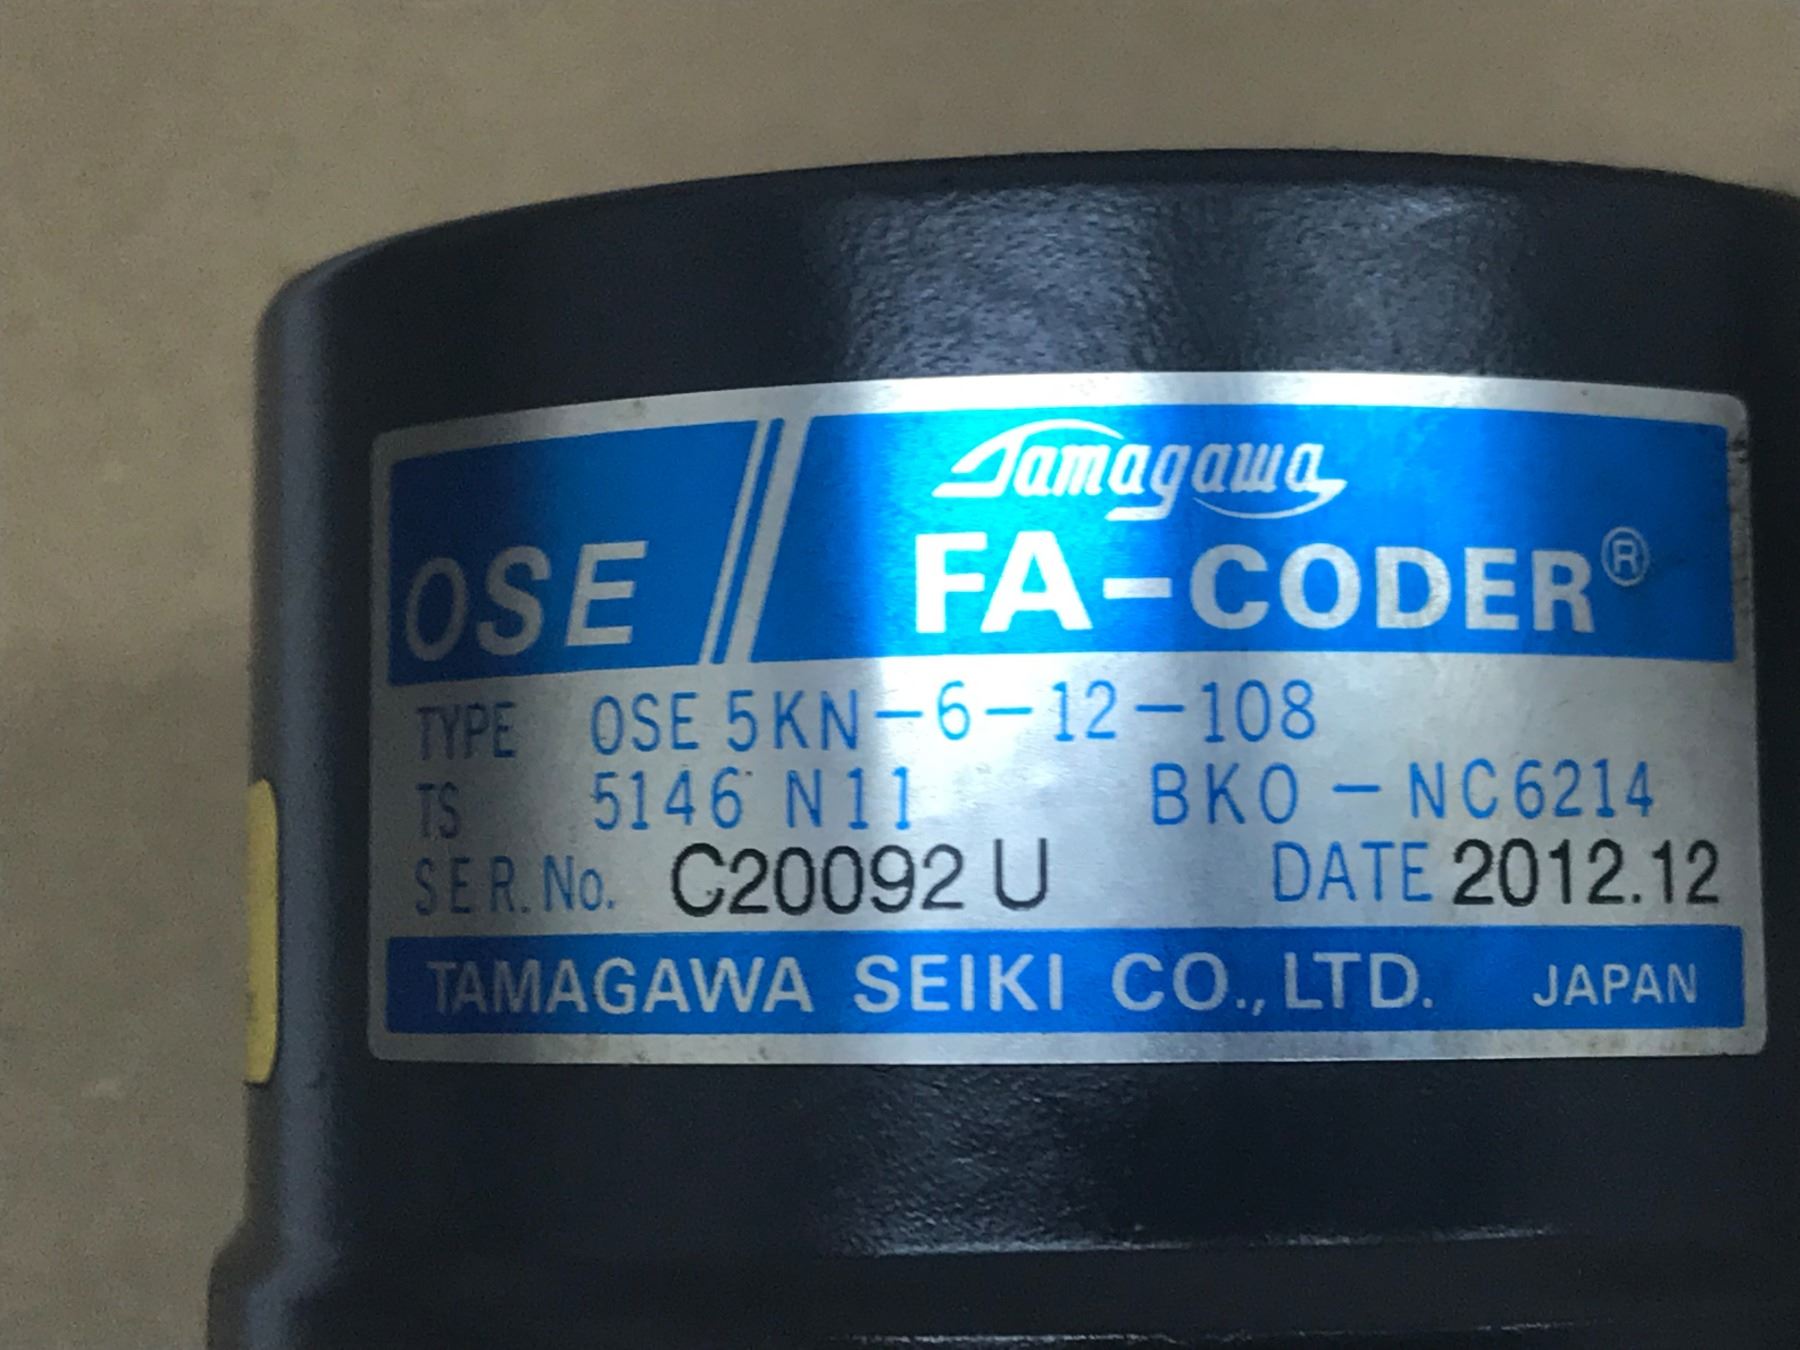 OSE
Tamagawa
FA-CODER®
TYPE OSE 5KN-6-12-108
TS 5146 N11 BKO-NC6214
SER.No. C20092 U DATE 2012.12
TAMAGAWA SEIKI CO.,LTD. JAPAN